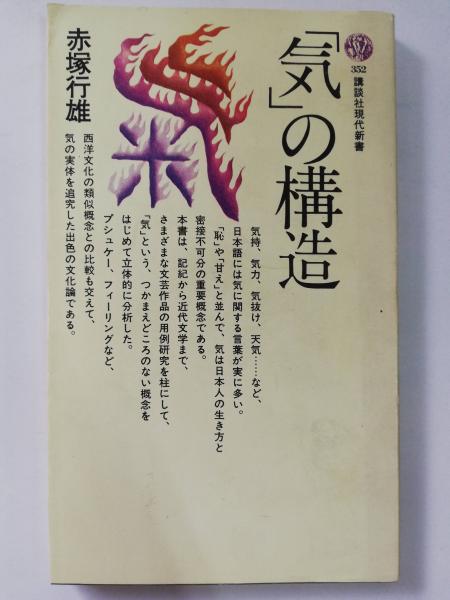 352
講談社現代新書
「気」の構造
氣
赤塚行雄
気持、気力、気抜け、天気……など、
日本語には気に関する言葉が実に多い。
「恥」や「甘え」と並んで、気は日本人の生き方と
密接不可分の重要概念である。
本書は、記紀から近代文学まで、
さまざまな文芸作品の用例研究を柱にして、
「気」という、つかまえどころのない概念を
はじめて立体的に分析した。
プシュケー、フィーリングなど、
西洋文化の類似概念との比較も交えて、
気の実体を追究した出色の文化論である。